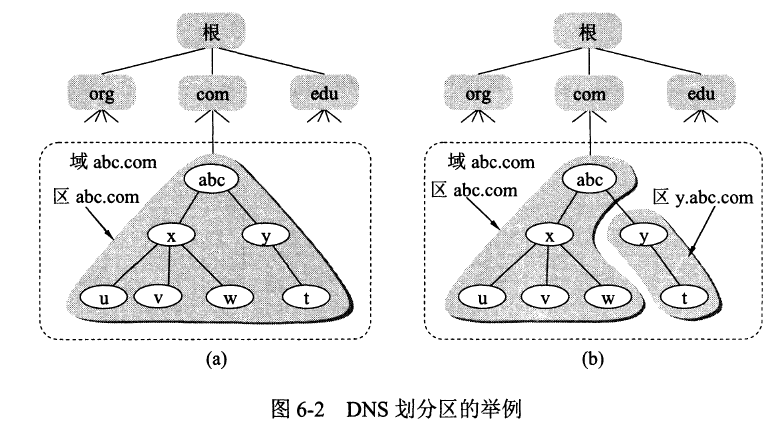 根 根
org com edu org com edu
域 abc.com 域 abc.com
区 abc.com abc 区 abc.com abc 区 y.abc.com
x y x y
u v w t u v w t
(a) (b)
图 6-2 DNS 划分区的举例